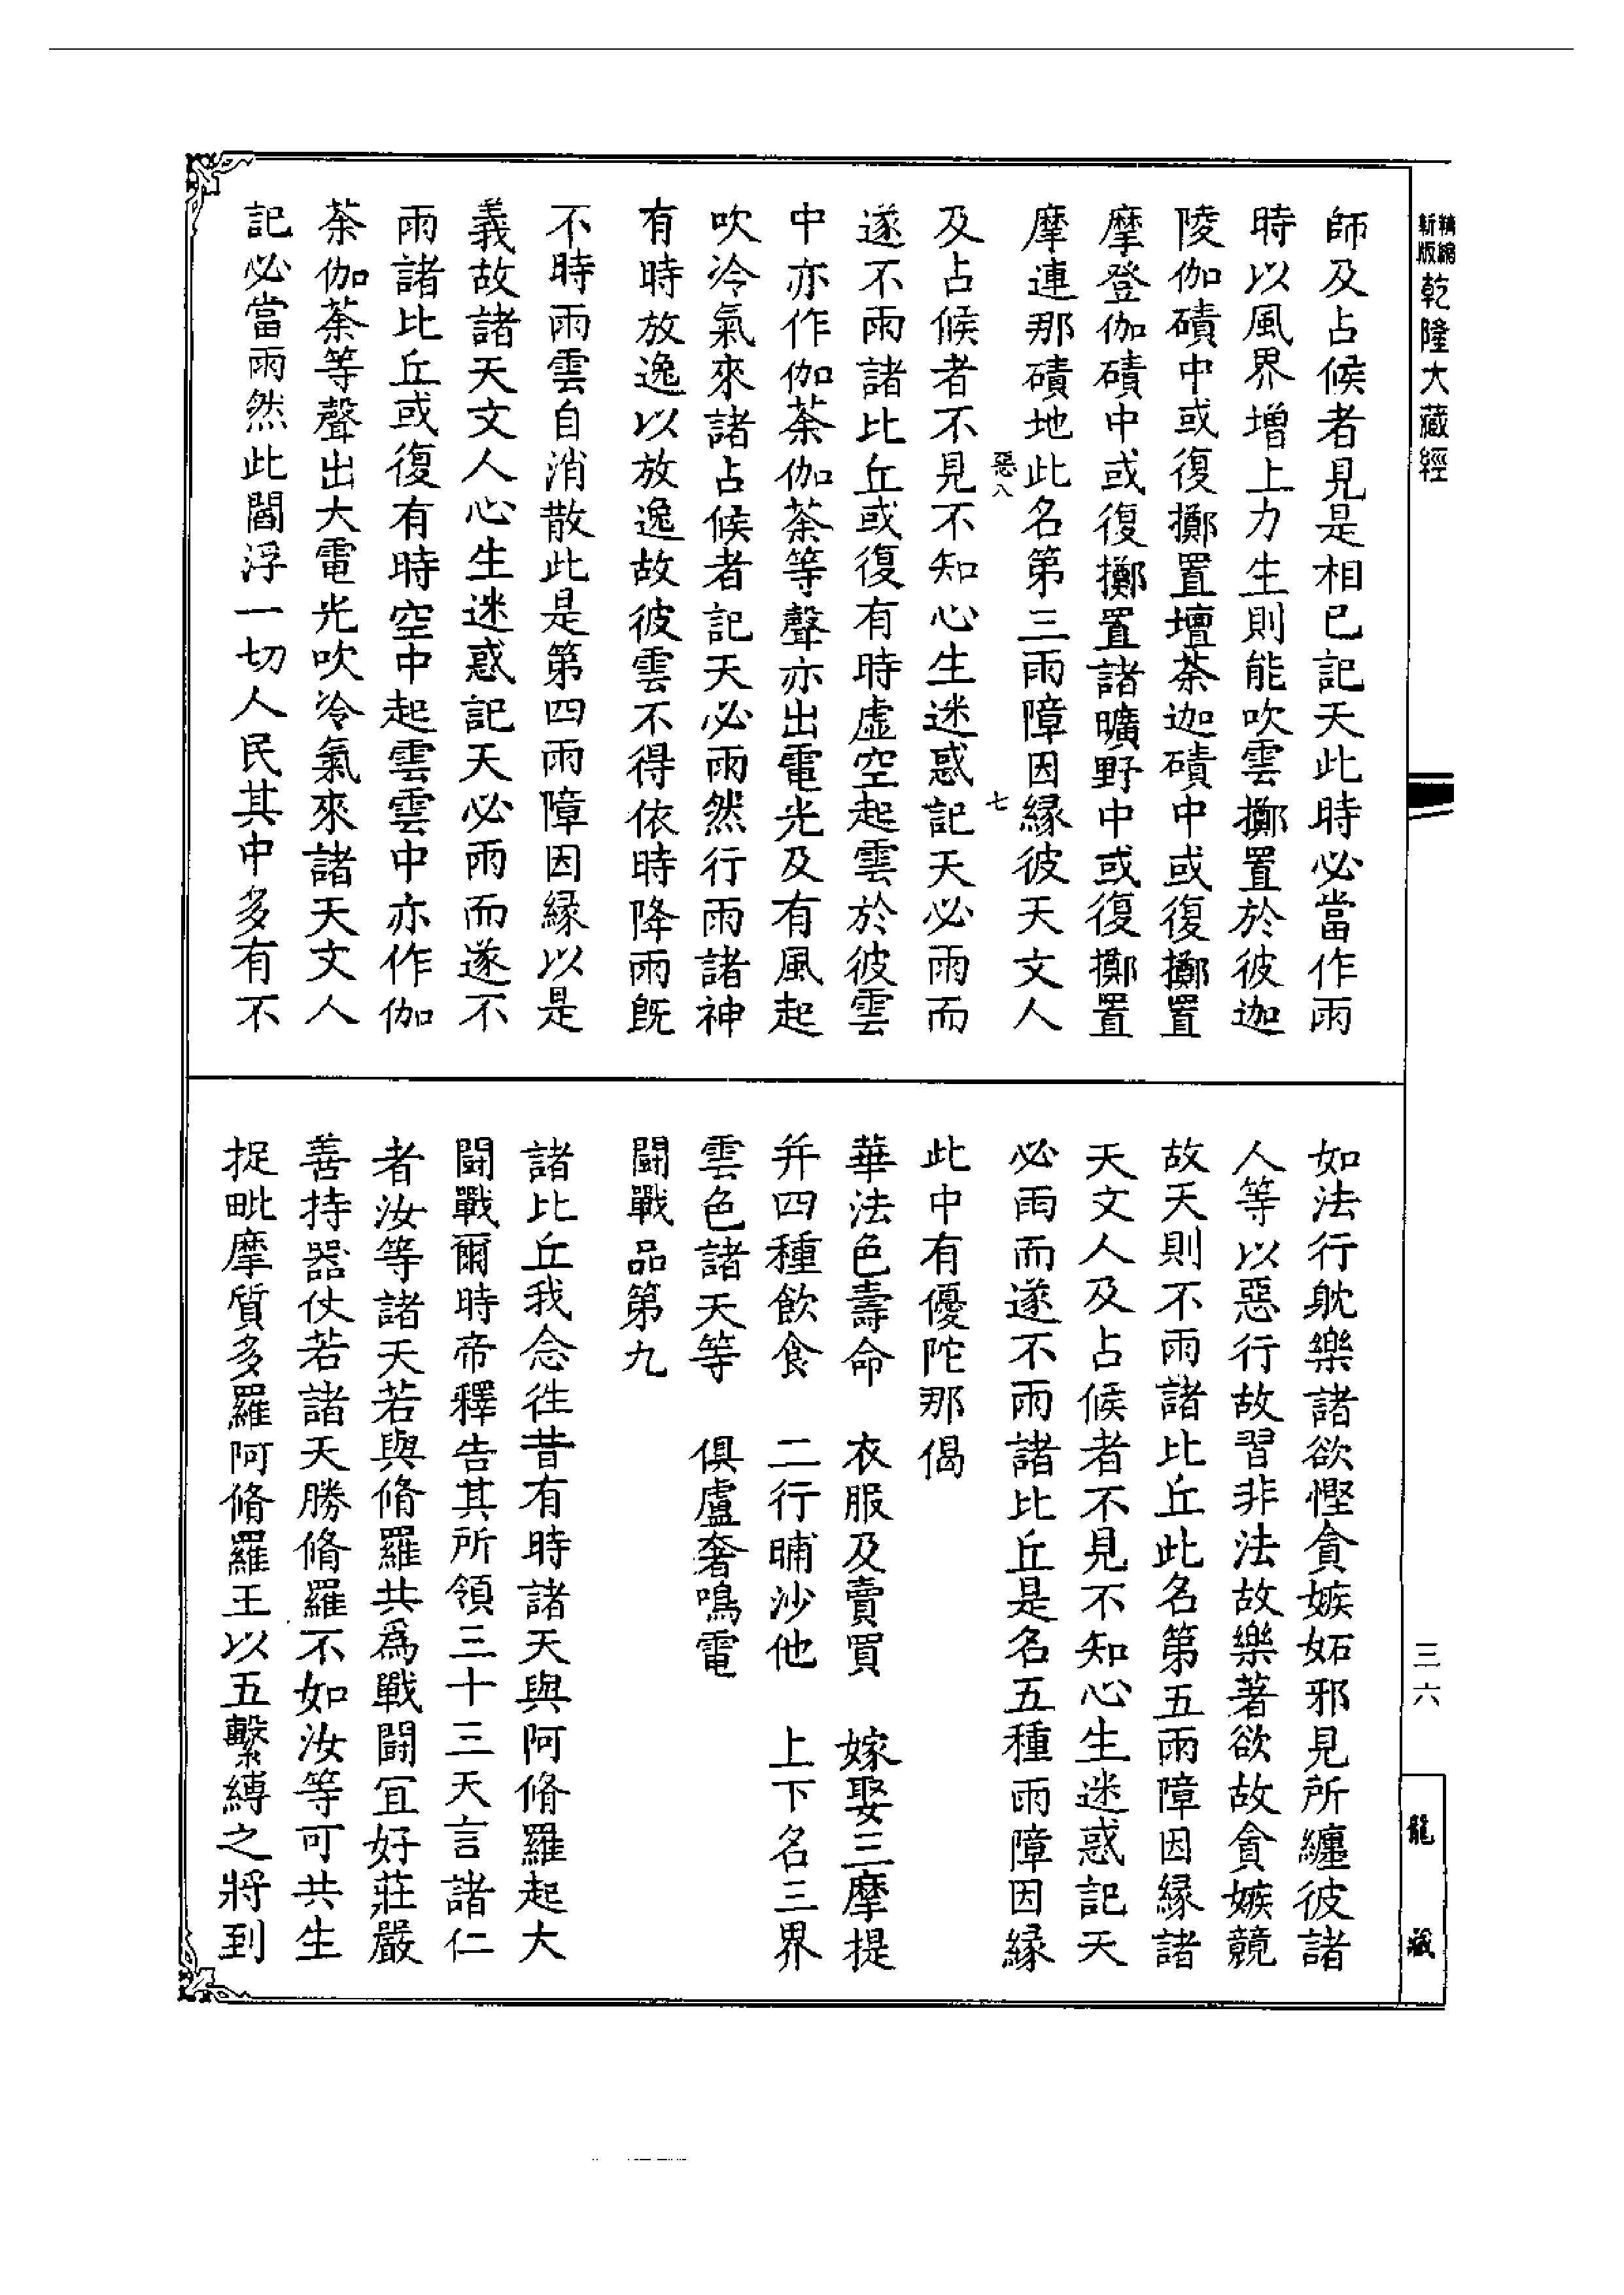 精縮
新版
乾隆大藏經
師及占候者見是相已記天此時必當作雨
時以風界增上力生則能吹雲擲置於彼迦
陵伽磧中或復擲置壇荼迦磧中或復擲置
摩登伽磧中或復擲置諸曠野中或復擲置
摩連那磧地此名第三雨障因緣彼天文人
惡八
七
及占候者不見不知心生迷惑記天必雨而
遂不雨諸比丘或復有時虛空起雲於彼雲
中亦作伽荼伽荼等聲亦出電光及有風起
吹冷氣來諸占候者記天必雨然行雨諸神
有時放逸以放逸故彼雲不得依時降雨既
不時雨雲自消散此是第四雨障因緣以是
義故諸天文人心生迷惑記天必雨而遂不
雨諸比丘或復有時空中起雲雲中亦作伽
荼伽荼等聲出大電光吹冷氣來諸天文人
記必當雨然此閻浮一切人民其中多有不
如法行躭樂諸欲慳貪嫉妬邪見所纏彼諸
人等以惡行故習非法故樂著欲故貪嫉競
故天則不雨諸比丘此名第五雨障因緣諸
天文人及占候者不見不知心生迷惑記天
必雨而遂不雨諸比丘是名五種雨障因緣
此中有優陀那偈
華法色壽命　衣服及賣買　嫁娶三摩提
并四種飲食　二行晡沙他　上下名三界
雲色諸天等　俱盧奢鳴電
鬪戰品第九
諸比丘我念往昔有時諸天與阿脩羅起大
鬪戰爾時帝釋告其所領三十三天言諸仁
者汝等諸天若與脩羅共為戰鬪宜好莊嚴
善持器仗若諸天勝脩羅不如汝等可共生
捉毗摩質多羅阿脩羅王以五繫縛之將到
三六
龍藏